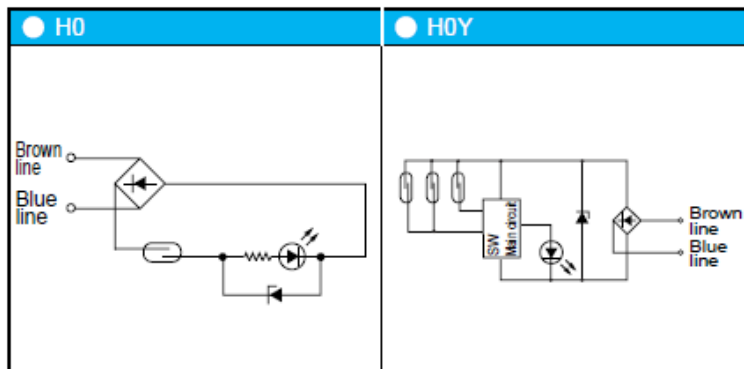 H0
H0Y
Brown
line
Blue
line
SW
Main circuit
Brown
line
Blue
line